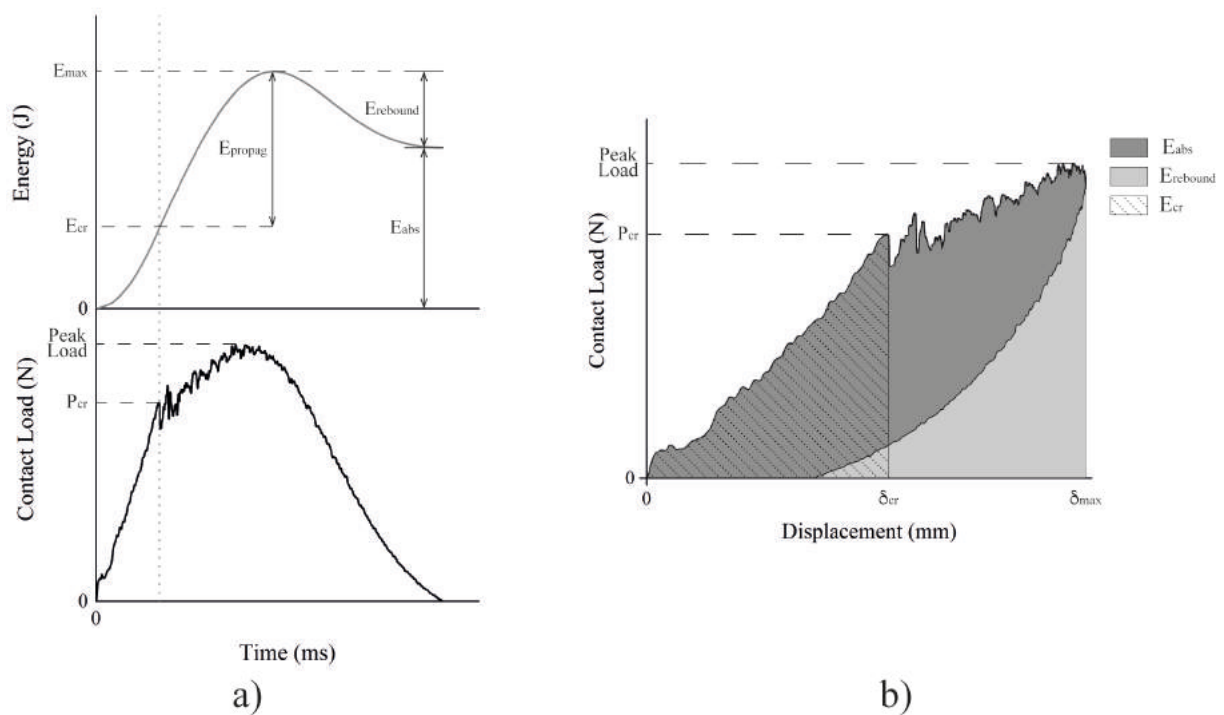 Emax
Erebound
Epropag
Energy (J)
Ecr
Eabs
0
Peak
Load
Pcr
Contact Load (N)
0
0
Time (ms)
a)
Peak
Load
Pcr
Contact Load (N)
0
0
δcr
δmax
Displacement (mm)
Eabs
Erebound
Ecr
b)